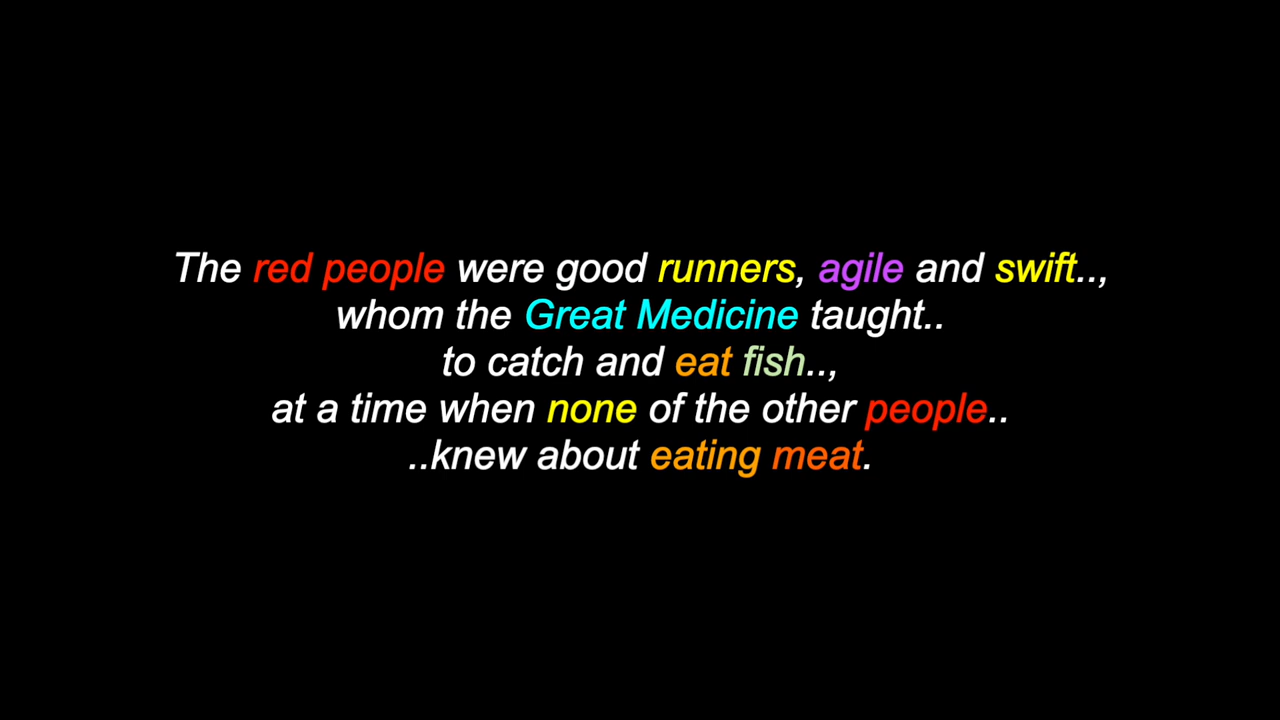 The red people were good runners, agile and swift..,
whom the Great Medicine taught..
to catch and eat fish..,
at a time when none of the other people..
..knew about eating meat.